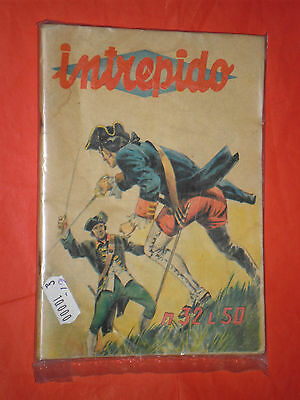 intrepido
n. 32 L. 50
10000